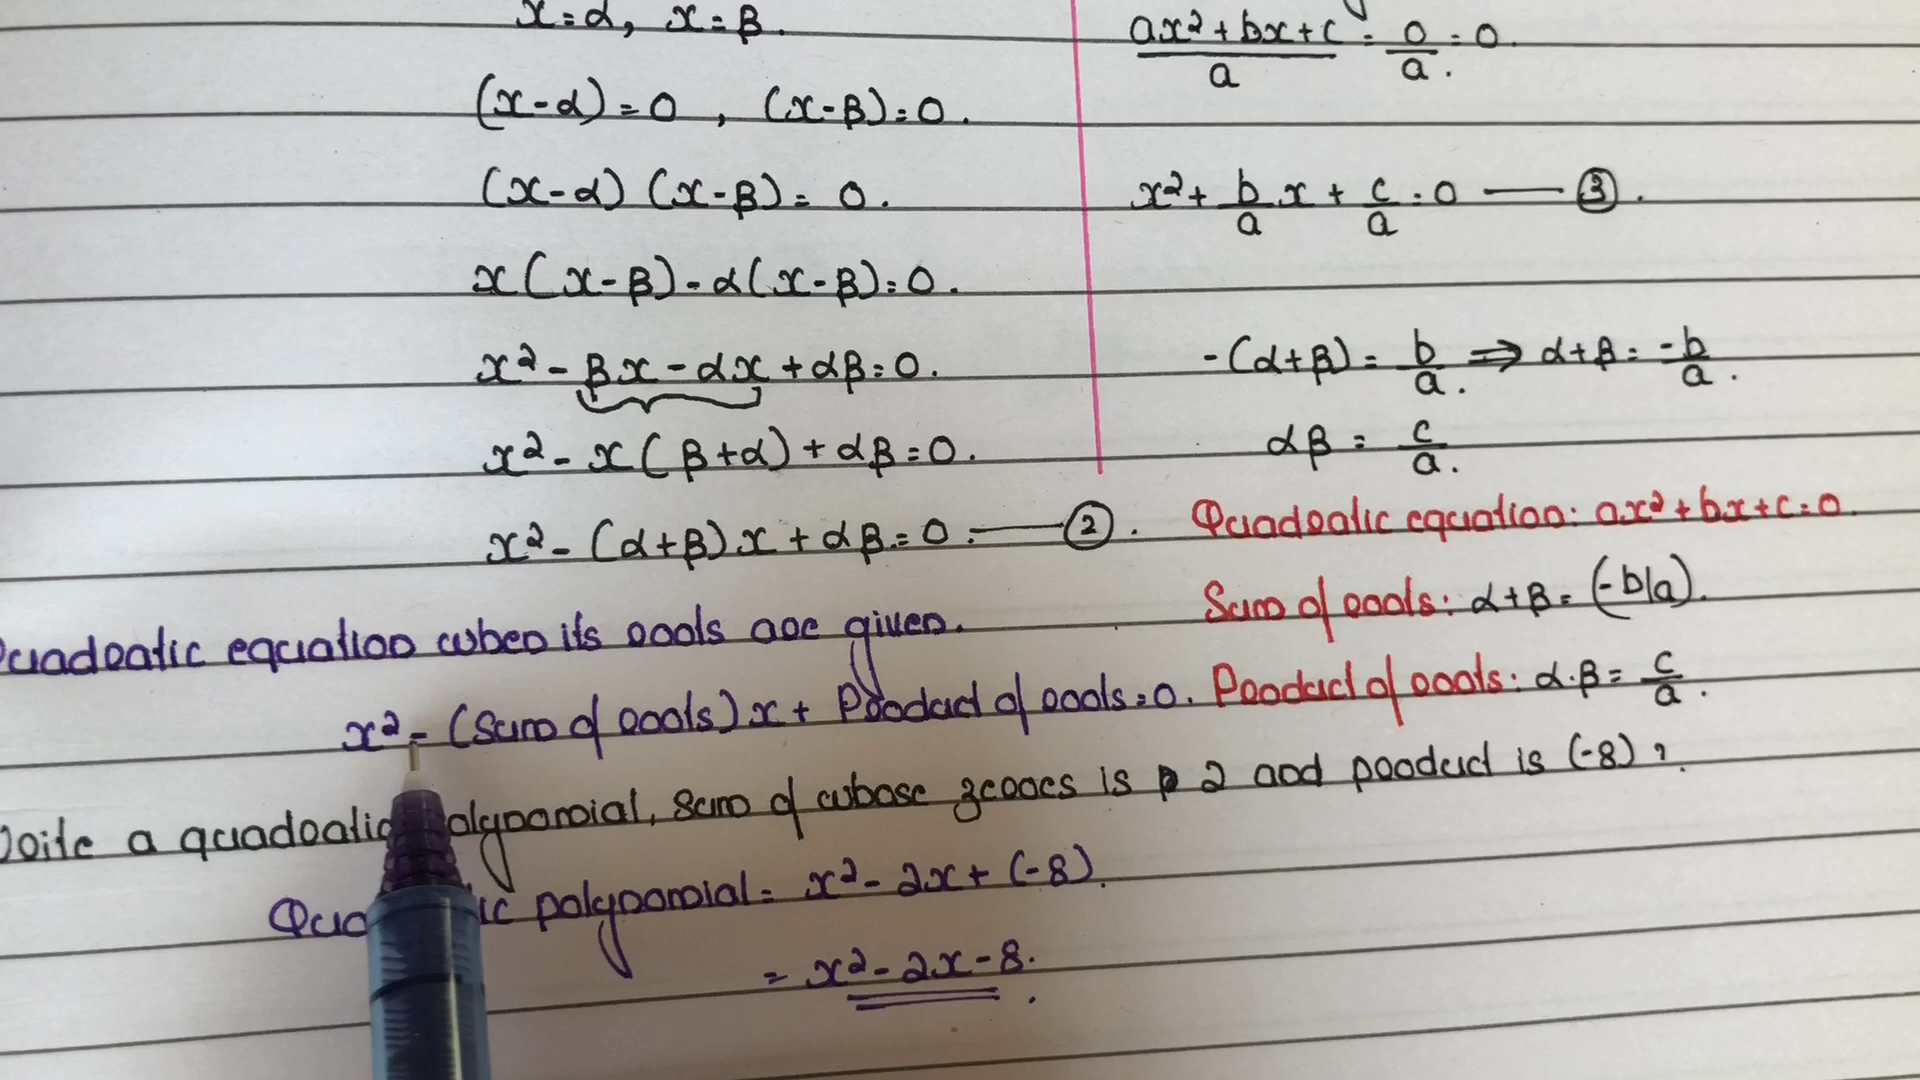 x=α, x=β.
(x-α)=0, (x-β)=0.
(x-α)(x-β)=0.
x(x-β)-α(x-β)=0.
x²-βx-αx+αβ=0.
x²-x(β+α)+αβ=0.
x²-(α+β)x+αβ=0. — ②.
(ax²+bx+c)/a = 0/a = 0.
x²+b/a x+c/a=0 — ③.
-(α+β)=b/a. ⇒ α+β=-b/a.
αβ=c/a.
Quadratic equation: ax²+bx+c=0.
Sum of roots: α+β=(-b/a).
Product of roots: α.β=c/a.
Quadratic equation when its roots are given.
x²-(Sum of roots)x+Product of roots=0.
Write a quadratic polynomial, sum of whose zeroes is 2 and product is (-8)?
Quadratic polynomial = x²-2x+(-8).
= x²-2x-8.